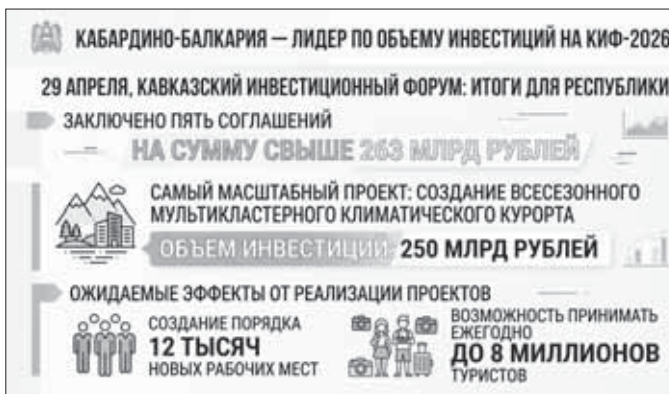 КАБАРДИНО-БАЛКАРИЯ — ЛИДЕР ПО ОБЪЕМУ ИНВЕСТИЦИЙ НА КИФ-2026
29 АПРЕЛЯ, КАВКАЗСКИЙ ИНВЕСТИЦИОННЫЙ ФОРУМ: ИТОГИ ДЛЯ РЕСПУБЛИКИ
ЗАКЛЮЧЕНО ПЯТЬ СОГЛАШЕНИЙ
НА СУММУ СВЫШЕ 263 МЛРД РУБЛЕЙ
САМЫЙ МАСШТАБНЫЙ ПРОЕКТ: СОЗДАНИЕ ВСЕСЕЗОННОГО
МУЛЬТИКЛАСТЕРНОГО КЛИМАТИЧЕСКОГО КУРОРТА
ОБЪЕМ ИНВЕСТИЦИИ 250 МЛРД РУБЛЕЙ
ОЖИДАЕМЫЕ ЭФФЕКТЫ ОТ РЕАЛИЗАЦИИ ПРОЕКТОВ
СОЗДАНИЕ ПОРЯДКА
12 ТЫСЯЧ
НОВЫХ РАБОЧИХ МЕСТ
ВОЗМОЖНОСТЬ ПРИНИМАТЬ
ЕЖЕГОДНО
ДО 8 МИЛЛИОНОВ
ТУРИСТОВ